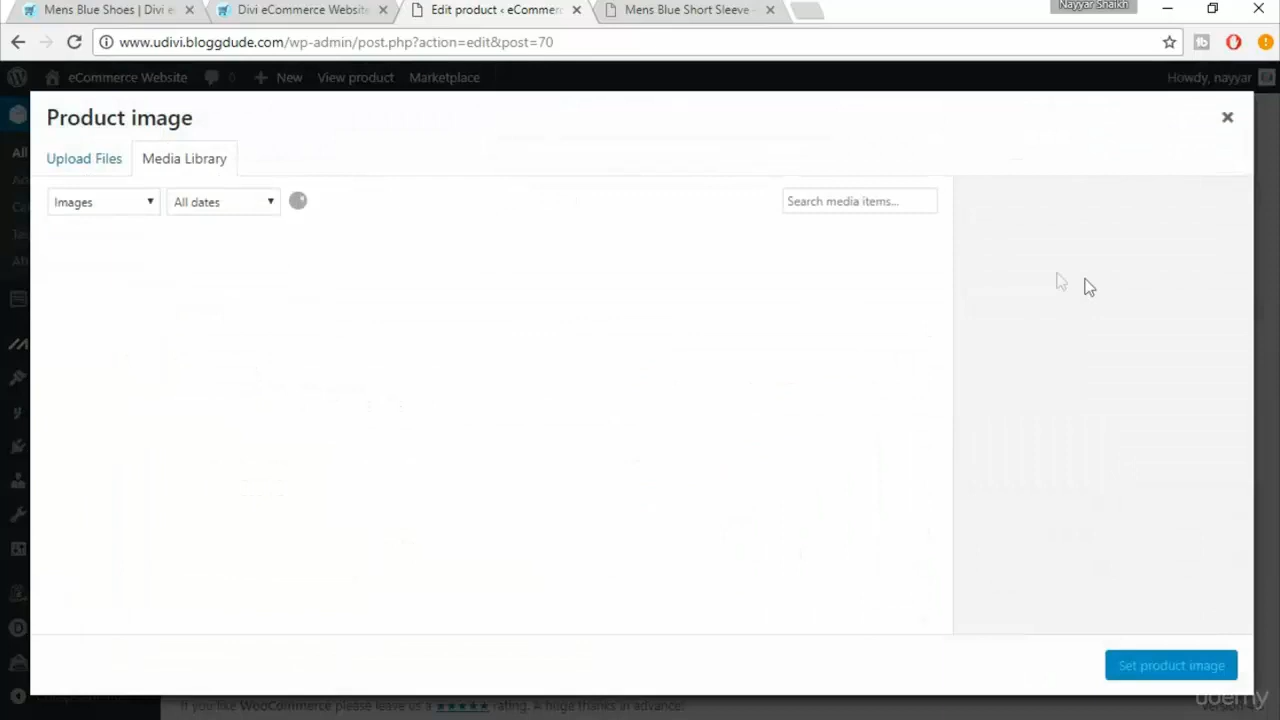 Nayyar Shaikh
Mens Blue Shoes | Divi e
Divi eCommerce Website
Edit product ‹ eCommerc
Mens Blue Short Sleeve
www.udivi.bloggdude.com/wp-admin/post.php?action=edit&post=70
eCommerce Website 0 New View product Marketplace Howdy, nayyar
Product image
Upload Files Media Library
All
Images All dates Search media items...
Set product image
If you like WooCommerce please leave us a ★★★★★ rating. A huge thanks in advance!
udemy